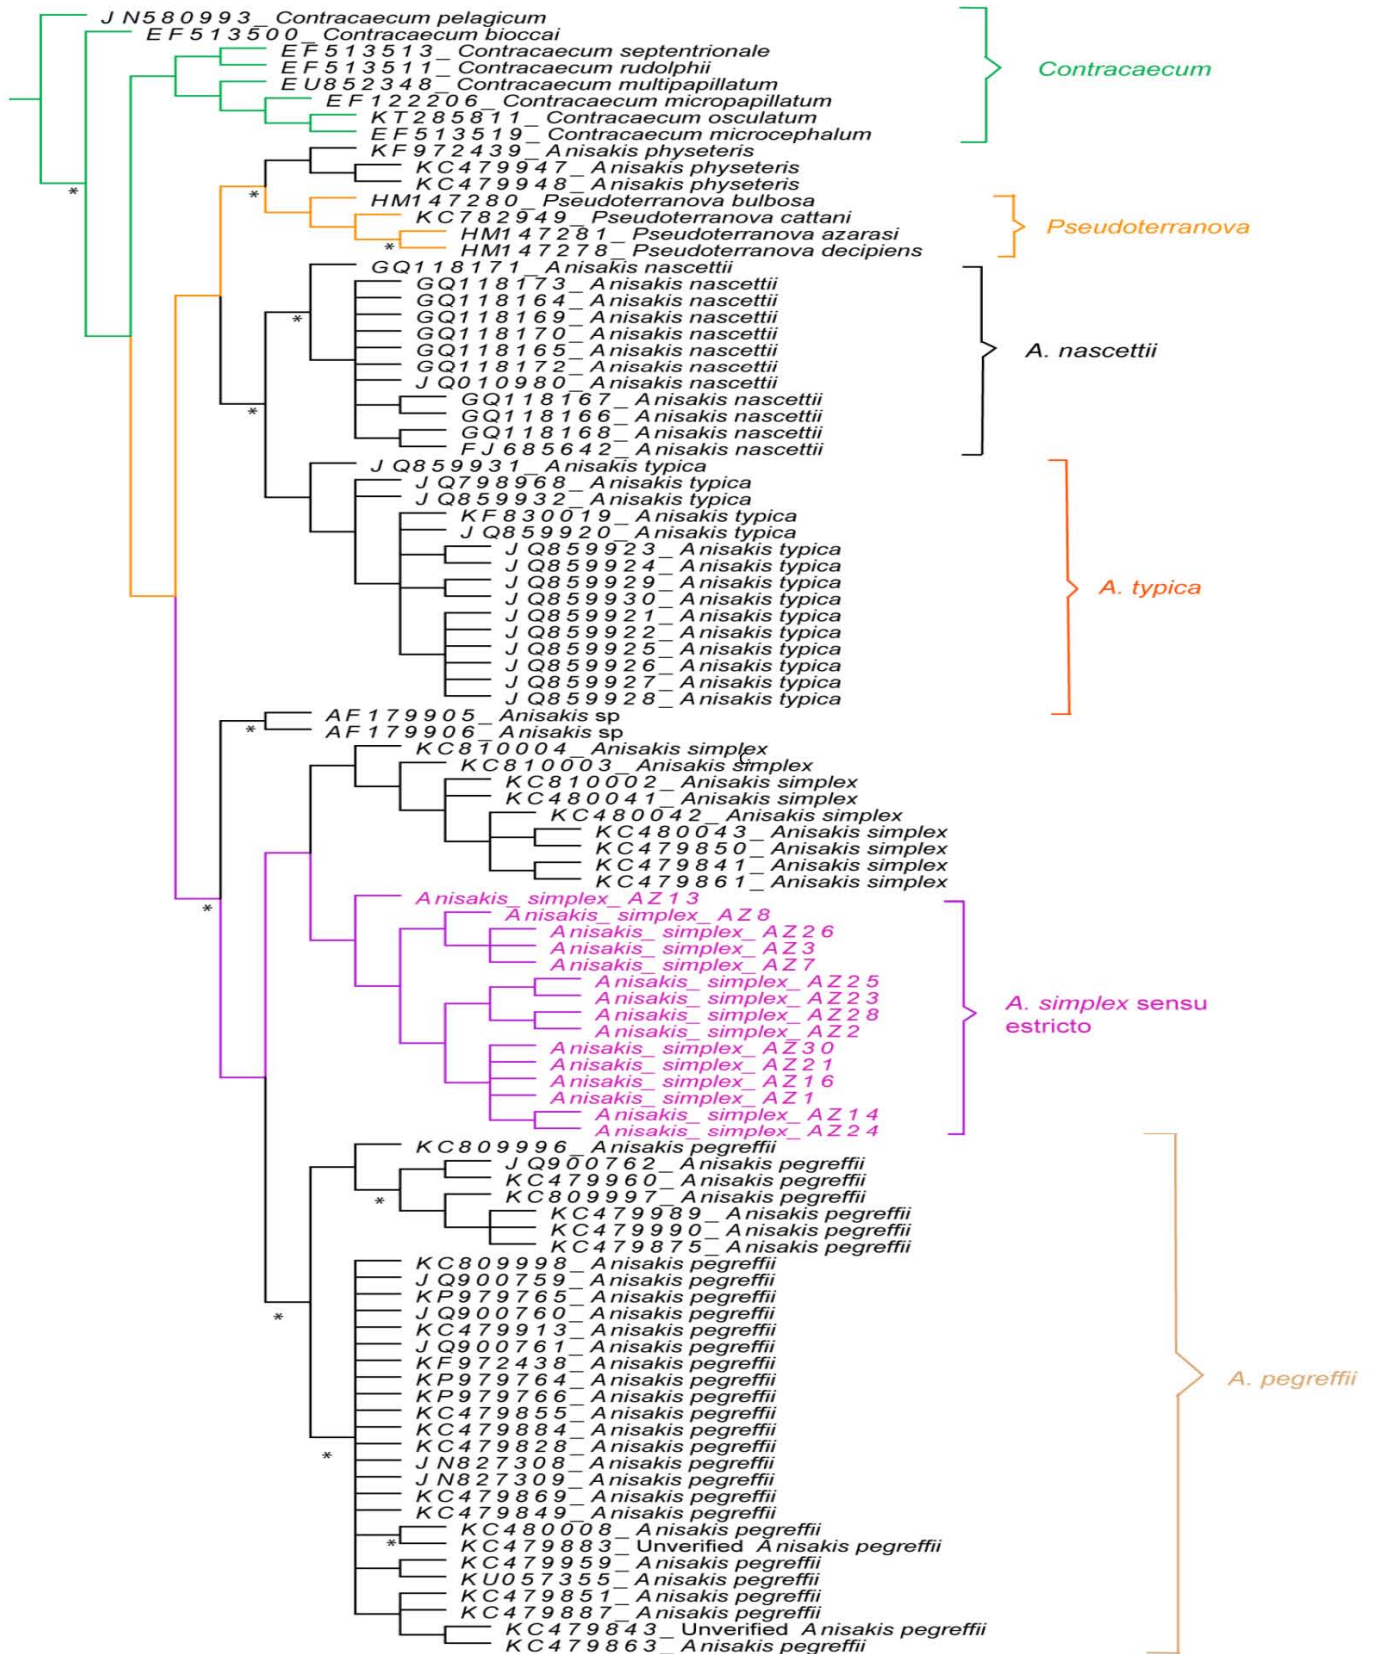 JN580993_ Contracaecum pelagicum
EF513500_ Contracaecum bioccai
EF513513_ Contracaecum septentrionale
EF513511_ Contracaecum rudolphii
EU852348_ Contracaecum multipapillatum
EF122206_ Contracaecum micropapillatum
KT285811_ Contracaecum osculatum
EF513519_ Contracaecum microcephalum
Contracaecum
KF972439_ Anisakis physeteris
KC479947_ Anisakis physeteris
KC479948_ Anisakis physeteris
HM147280_ Pseudoterranova bulbosa
KC782949_ Pseudoterranova cattani
HM147281_ Pseudoterranova azarasi
HM147278_ Pseudoterranova decipiens
Pseudoterranova
GQ118171_ Anisakis nascettii
GQ118173_ Anisakis nascettii
GQ118164_ Anisakis nascettii
GQ118169_ Anisakis nascettii
GQ118170_ Anisakis nascettii
GQ118165_ Anisakis nascettii
GQ118172_ Anisakis nascettii
JQ010980_ Anisakis nascettii
GQ118167_ Anisakis nascettii
GQ118166_ Anisakis nascettii
GQ118168_ Anisakis nascettii
FJ685642_ Anisakis nascettii
A. nascettii
JQ859931_ Anisakis typica
JQ798968_ Anisakis typica
JQ859932_ Anisakis typica
KF830019_ Anisakis typica
JQ859920_ Anisakis typica
JQ859923_ Anisakis typica
JQ859924_ Anisakis typica
JQ859929_ Anisakis typica
JQ859930_ Anisakis typica
JQ859921_ Anisakis typica
JQ859922_ Anisakis typica
JQ859925_ Anisakis typica
JQ859926_ Anisakis typica
JQ859927_ Anisakis typica
JQ859928_ Anisakis typica
A. typica
AF179905_ Anisakis sp
AF179906_ Anisakis sp
KC810004_ Anisakis simplex
KC810003_ Anisakis simplex
KC810002_ Anisakis simplex
KC480041_ Anisakis simplex
KC480042_ Anisakis simplex
KC480043_ Anisakis simplex
KC479850_ Anisakis simplex
KC479841_ Anisakis simplex
KC479861_ Anisakis simplex
Anisakis_ simplex_ AZ13
Anisakis_ simplex_ AZ8
Anisakis_ simplex_ AZ26
Anisakis_ simplex_ AZ3
Anisakis_ simplex_ AZ7
Anisakis_ simplex_ AZ25
Anisakis_ simplex_ AZ23
Anisakis_ simplex_ AZ28
Anisakis_ simplex_ AZ2
Anisakis_ simplex_ AZ30
Anisakis_ simplex_ AZ21
Anisakis_ simplex_ AZ16
Anisakis_ simplex_ AZ1
Anisakis_ simplex_ AZ14
Anisakis_ simplex_ AZ24
A. simplex sensu
estricto
KC809996_ Anisakis pegreffii
JQ900762_ Anisakis pegreffii
KC479960_ Anisakis pegreffii
KC809997_ Anisakis pegreffii
KC479989_ Anisakis pegreffii
KC479990_ Anisakis pegreffii
KC479875_ Anisakis pegreffii
KC809998_ Anisakis pegreffii
JQ900759_ Anisakis pegreffii
KP979765_ Anisakis pegreffii
JQ900760_ Anisakis pegreffii
KC479913_ Anisakis pegreffii
JQ900761_ Anisakis pegreffii
KF972438_ Anisakis pegreffii
KP979764_ Anisakis pegreffii
KP979766_ Anisakis pegreffii
KC479855_ Anisakis pegreffii
KC479884_ Anisakis pegreffii
KC479828_ Anisakis pegreffii
JN827308_ Anisakis pegreffii
JN827309_ Anisakis pegreffii
KC479869_ Anisakis pegreffii
KC479849_ Anisakis pegreffii
KC480008_ Anisakis pegreffii
KC479883_ Unverified Anisakis pegreffii
KC479959_ Anisakis pegreffii
KU057355_ Anisakis pegreffii
KC479851_ Anisakis pegreffii
KC479887_ Anisakis pegreffii
KC479843_ Unverified Anisakis pegreffii
KC479863_ Anisakis pegreffii
A. pegreffii